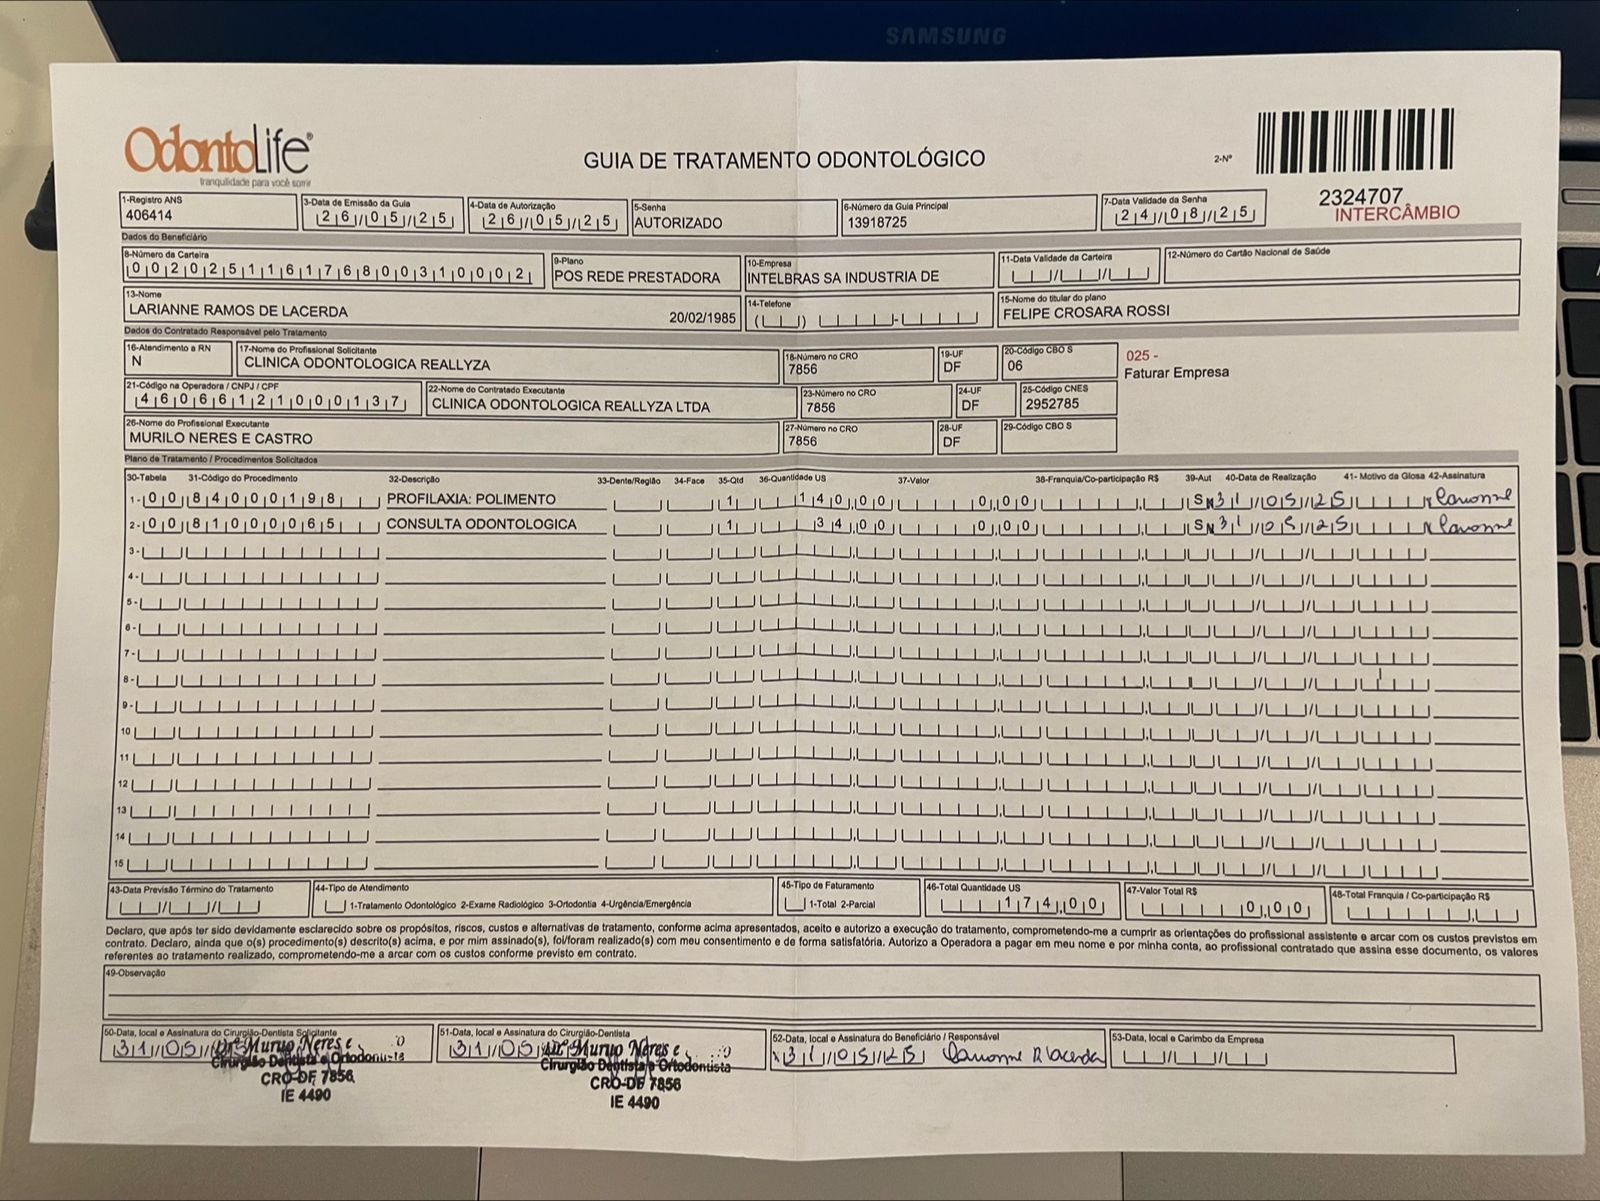 SAMSUNG
OdontoLife®
tranquilidade para você sorrir
GUIA DE TRATAMENTO ODONTOLÓGICO
2-Nº
2324707
INTERCÂMBIO
1-Registro ANS
406414
3-Data de Emissão da Guia
26/05/25
4-Data de Autorização
26/05/25
5-Senha
AUTORIZADO
6-Número da Guia Principal
13918725
7-Data Validade da Senha
24/08/25
Dados do Beneficiário
8-Número da Carteira
002025116176800310002
9-Plano
POS REDE PRESTADORA
10-Empresa
INTELBRAS SA INDUSTRIA DE
11-Data Validade da Carteira
12-Número do Cartão Nacional de Saúde
13-Nome
LARIANNE RAMOS DE LACERDA 20/02/1985
14-Telefone
15-Nome do titular do plano
FELIPE CROSARA ROSSI
Dados do Contratado Responsável pelo Tratamento
16-Atendimento a RN
N
17-Nome do Profissional Solicitante
CLINICA ODONTOLOGICA REALLYZA
18-Número no CRO
7856
19-UF
DF
20-Código CBO S
06
025 -
Faturar Empresa
21-Código na Operadora / CNPJ / CPF
46066121000137
22-Nome do Contratado Executante
CLINICA ODONTOLOGICA REALLYZA LTDA
23-Número no CRO
7856
24-UF
DF
25-Código CNES
2952785
26-Nome do Profissional Executante
MURILO NERES E CASTRO
27-Número no CRO
7856
28-UF
DF
29-Código CBO S
Plano de Tratamento / Procedimentos Solicitados
30-Tabela 31-Código do Procedimento 32-Descrição 33-Dente/Região 34-Face 35-Qtd 36-Quantidade US 37-Valor 38-Franquia/Co-participação R$ 39-Aut 40-Data de Realização 41- Motivo da Glosa 42-Assinatura
1- 00 84000198 PROFILAXIA: POLIMENTO 1 140,00 0,00 S 31/05/25
2- 00 81000065 CONSULTA ODONTOLOGICA 1 34,00 0,00 S 31/05/25
3-
4-
5-
6-
7-
8-
9-
10
11
12
13
14
15
43-Data Previsão Término do Tratamento
44-Tipo de Atendimento
1-Tratamento Odontológico 2-Exame Radiológico 3-Ortodontia 4-Urgência/Emergência
45-Tipo de Faturamento
1-Total 2-Parcial
46-Total Quantidade US
174,00
47-Valor Total R$
0,00
48-Total Franquia / Co-participação R$
Declaro, que após ter sido devidamente esclarecido sobre os propósitos, riscos, custos e alternativas de tratamento, conforme acima apresentados, aceito e autorizo a execução do tratamento, comprometendo-me a cumprir as orientações do profissional assistente e arcar com os custos previstos em
contrato. Declaro, ainda que o(s) procedimento(s) descrito(s) acima, e por mim assinado(s), foi/foram realizado(s) com meu consentimento e de forma satisfatória. Autorizo a Operadora a pagar em meu nome e por minha conta, ao profissional contratado que assina esse documento, os valores
referentes ao tratamento realizado, comprometendo-me a arcar com os custos conforme previsto em contrato.
49-Observação
50-Data, local e Assinatura do Cirurgião-Dentista Solicitante
31/05/
Cirurgião Dentista e Ortodontista
CRO-DF 7856
IE 4490
51-Data, local e Assinatura do Cirurgião-Dentista
31/05/
Cirurgião Dentista e Ortodontista
CRO-DF 7856
IE 4490
52-Data, local e Assinatura do Beneficiário / Responsável
31/05/25 Larianne R Lacerda
53-Data, local e Carimbo da Empresa